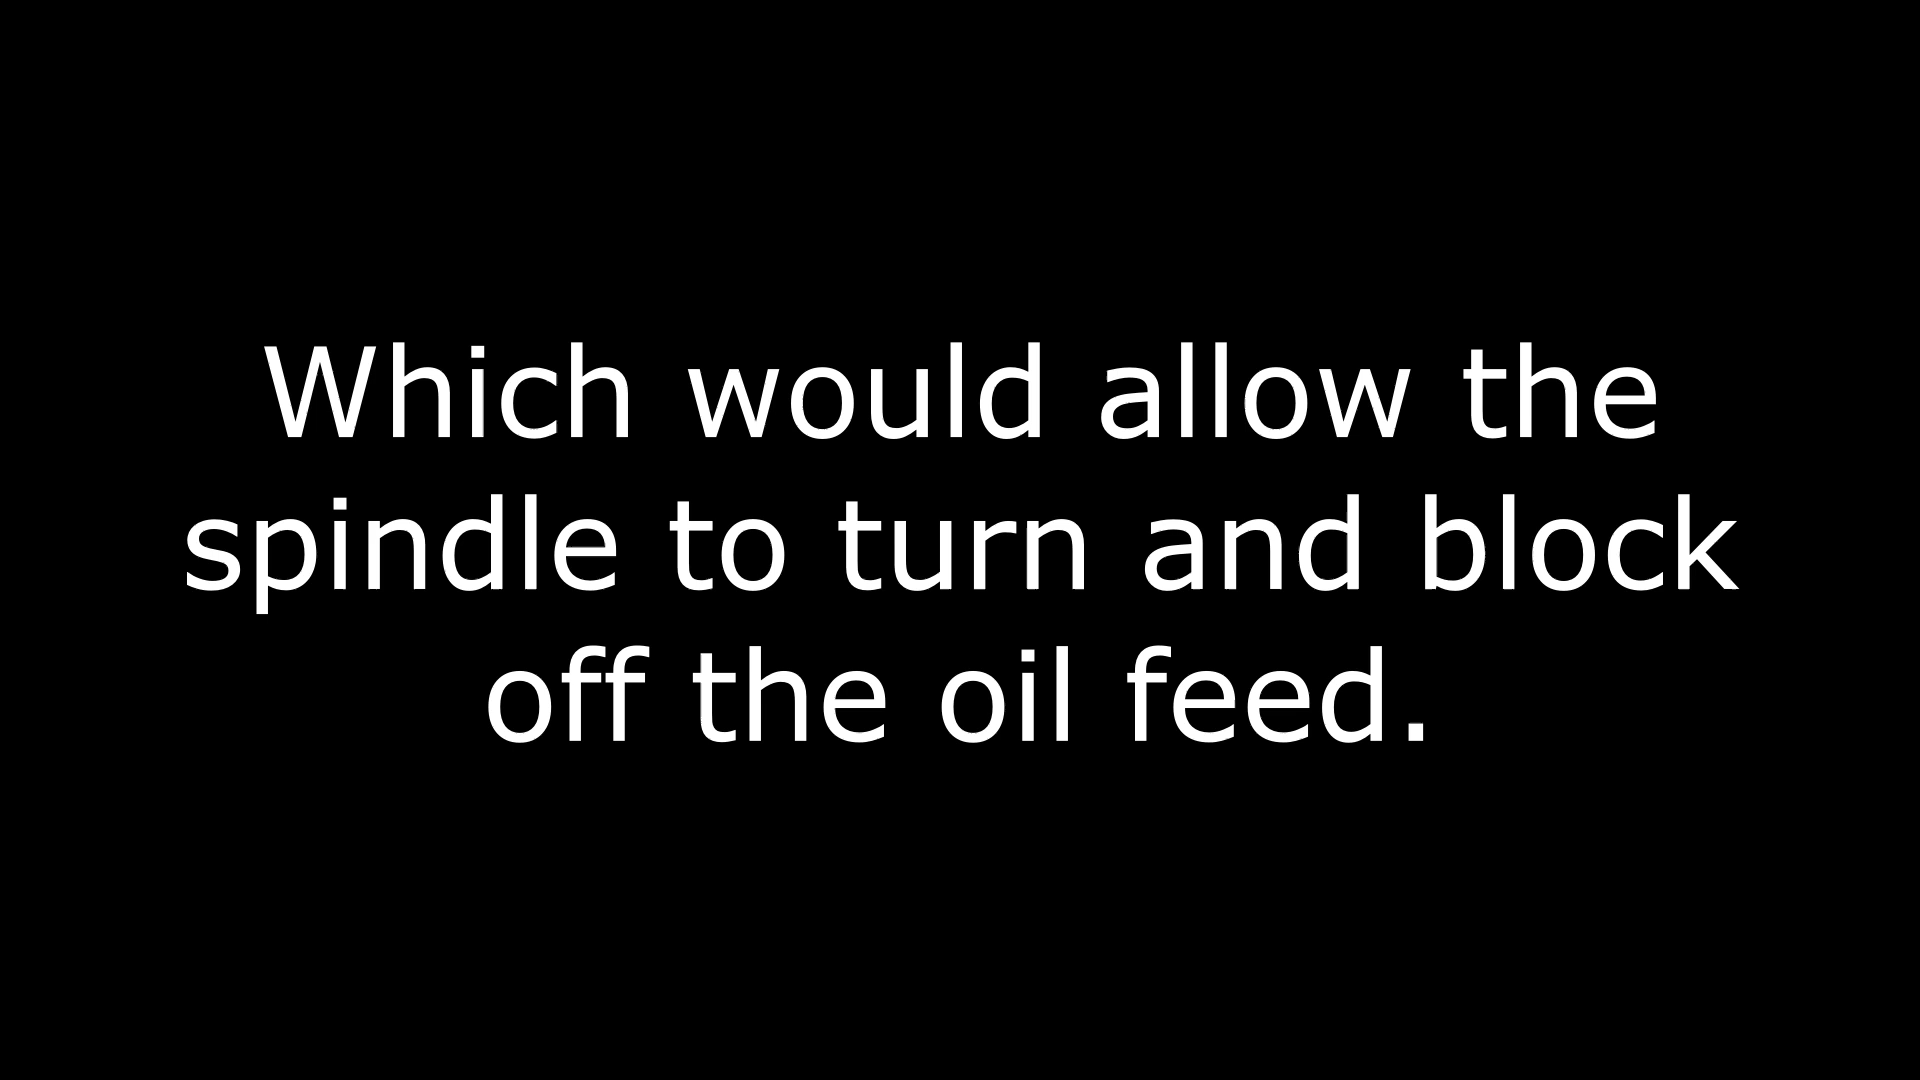 Which would allow the
spindle to turn and block
off the oil feed.